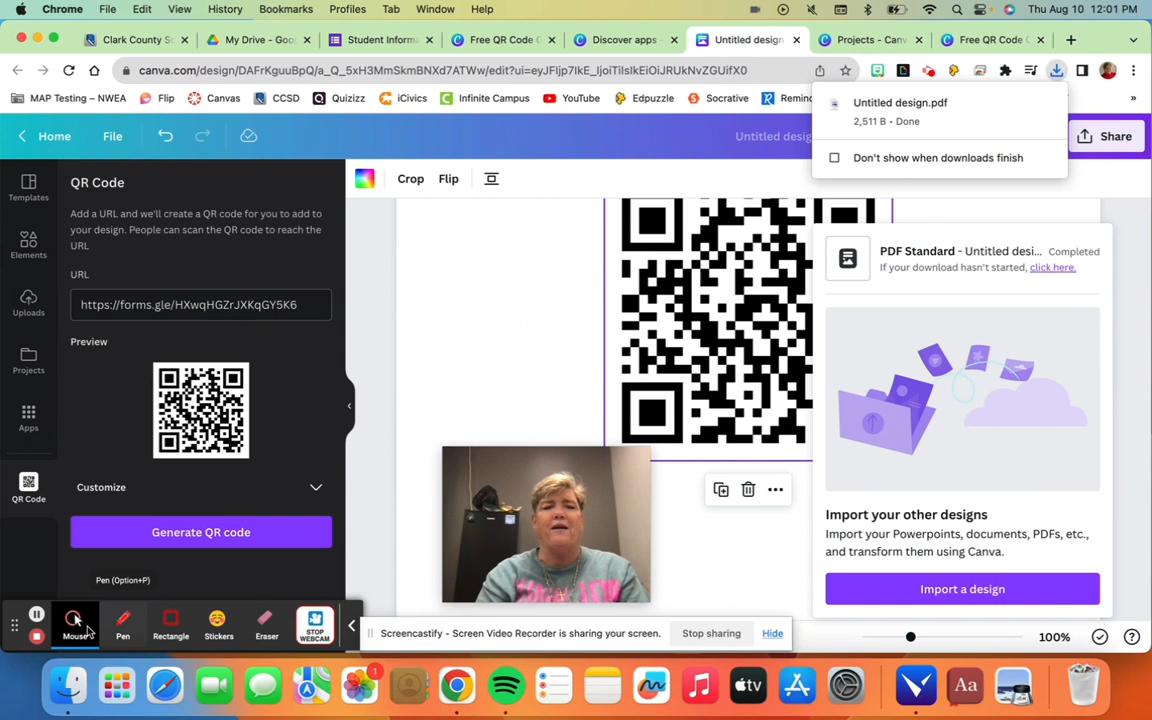 Chrome File Edit View History Bookmarks Profiles Tab Window Help Thu Aug 10 12:01 PM
Clark County Sc
My Drive - Goo
Student Informa
Free QR Code G
Discover apps -
Untitled design
Projects - Canv
Free QR Code G
canva.com/design/DAFrKguuBpQ/a_Q_5xH3MmSkmBNXd7ATWw/edit?ui=eyJFIjp7IkE_IjoiTiIsIkEiOiJRUkNvZGUifX0
MAP Testing – NWEA Flip Canvas CCSD Quizizz iCivics Infinite Campus YouTube Edpuzzle Socrative Remind »
Untitled design.pdf
2,511 B • Done
Don't show when downloads finish
Home File Untitled desig Share
Templates
Elements
Uploads
Projects
Apps
QR Code
QR Code
Add a URL and we'll create a QR code for you to add to
your design. People can scan the QR code to reach the
URL
URL
https://forms.gle/HXwqHGZrJXKqGY5K6
Preview
Customize
Generate QR code
Crop Flip
PDF Standard - Untitled desi... Completed
If your download hasn't started, click here.
Import your other designs
Import your Powerpoints, documents, PDFs, etc.,
and transform them using Canva.
Import a design
Pen (Option+P)
Mouse
Pen
Rectangle
Stickers
Eraser
STOP
WEBCAM
Screencastify - Screen Video Recorder is sharing your screen. Stop sharing Hide
100%
1
tv
Aa